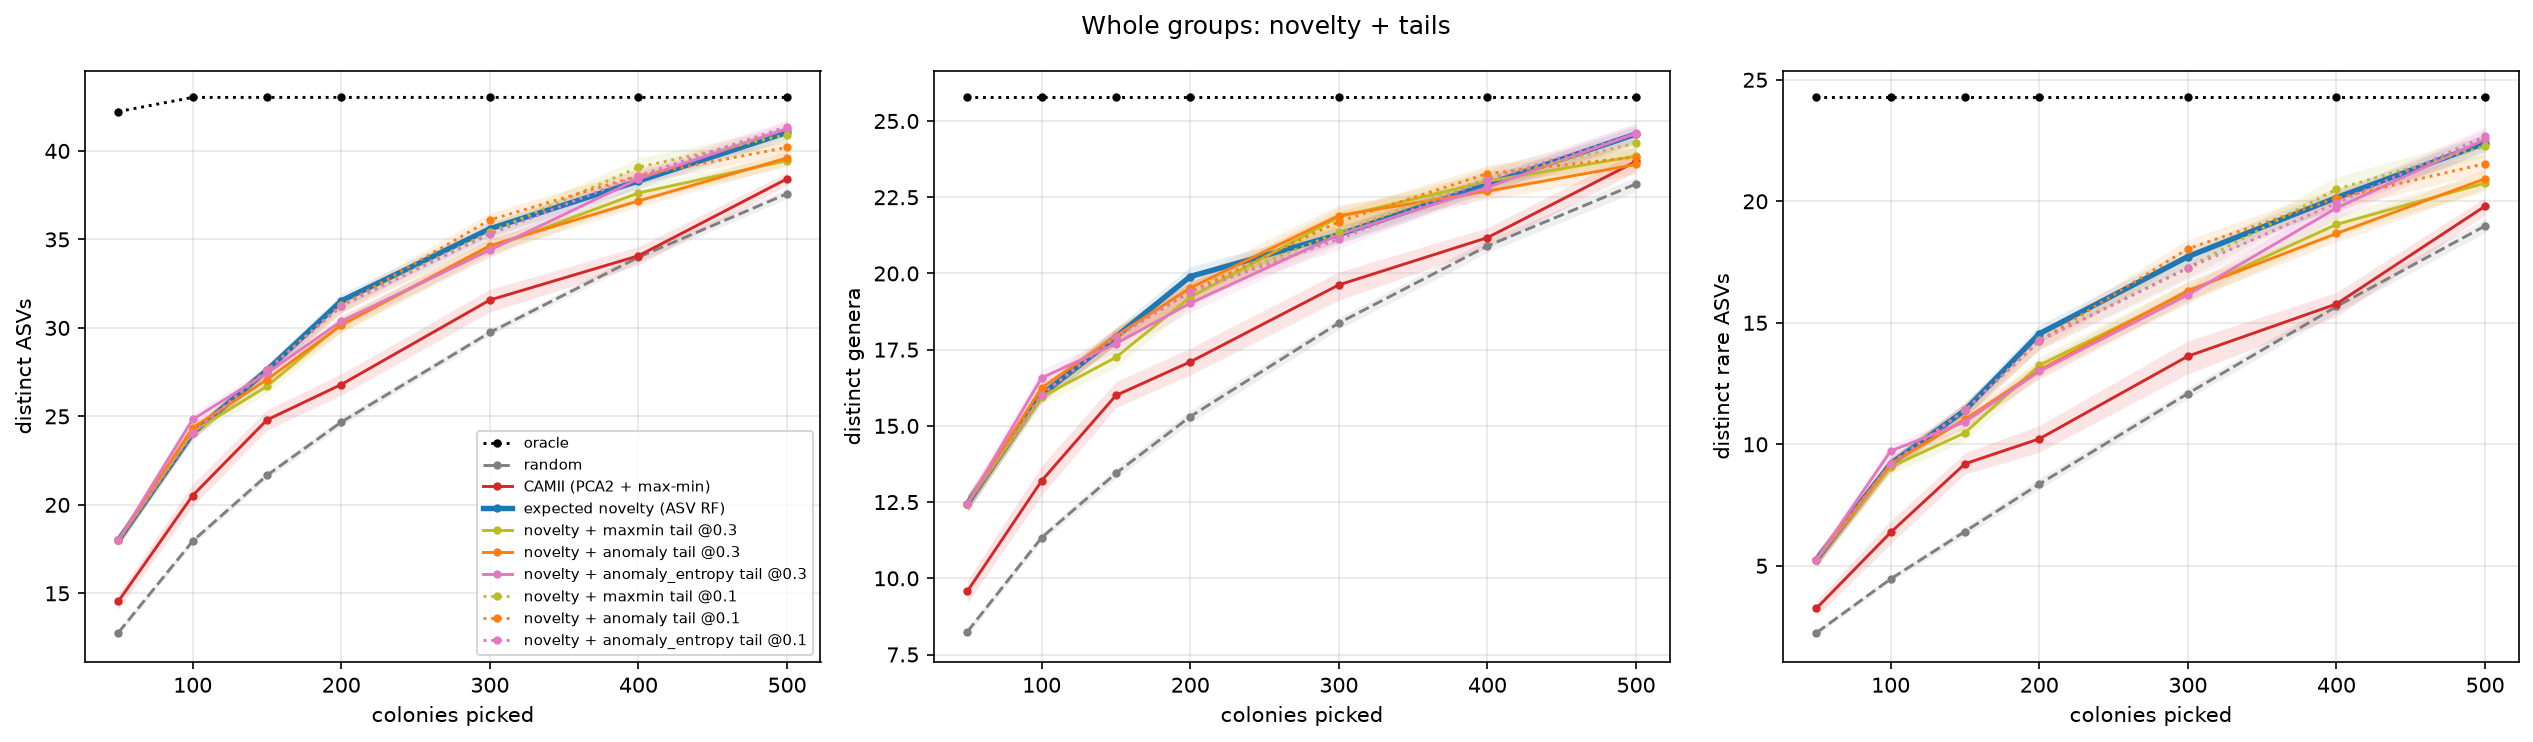 Whole groups: novelty + tails
distinct ASVs
40
35
30
25
20
15
100 200 300 400 500
colonies picked
oracle
random
CAMII (PCA2 + max-min)
expected novelty (ASV RF)
novelty + maxmin tail @0.3
novelty + anomaly tail @0.3
novelty + anomaly_entropy tail @0.3
novelty + maxmin tail @0.1
novelty + anomaly tail @0.1
novelty + anomaly_entropy tail @0.1
distinct genera
25.0
22.5
20.0
17.5
15.0
12.5
10.0
7.5
100 200 300 400 500
colonies picked
distinct rare ASVs
25
20
15
10
5
100 200 300 400 500
colonies picked